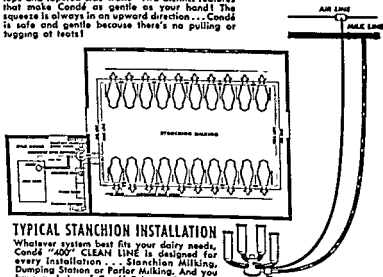 that make Condé as gentle as your hand! The
squeeze is always in an upward direction ... Condé
is safe and gentle because there's no pulling or
tugging at teats!
AIR LINE
MILK LINE
STANCHION MILKING
TYPICAL STANCHION INSTALLATION
Whatever system best fits your dairy needs,
Condé "400" CLEAN LINE is designed for
every installation ... Stanchion Milking,
Dumping Station or Parlor Milking. And you